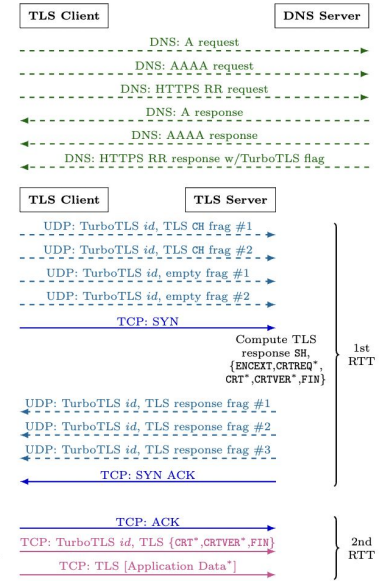 TLS Client DNS Server
DNS: A request
DNS: AAAA request
DNS: HTTPS RR request
DNS: A response
DNS: AAAA response
DNS: HTTPS RR response w/TurboTLS flag
TLS Client TLS Server
UDP: TurboTLS id, TLS CH frag #1
UDP: TurboTLS id, TLS CH frag #2
UDP: TurboTLS id, empty frag #1
UDP: TurboTLS id, empty frag #2
TCP: SYN
Compute TLS
response SH,
{ENCEXT,CRTREQ*,
CRT*,CRTVER*,FIN}
1st
RTT
UDP: TurboTLS id, TLS response frag #1
UDP: TurboTLS id, TLS response frag #2
UDP: TurboTLS id, TLS response frag #3
TCP: SYN ACK
TCP: ACK
TCP: TurboTLS id, TLS {CRT*,CRTVER*,FIN}
TCP: TLS [Application Data*]
2nd
RTT